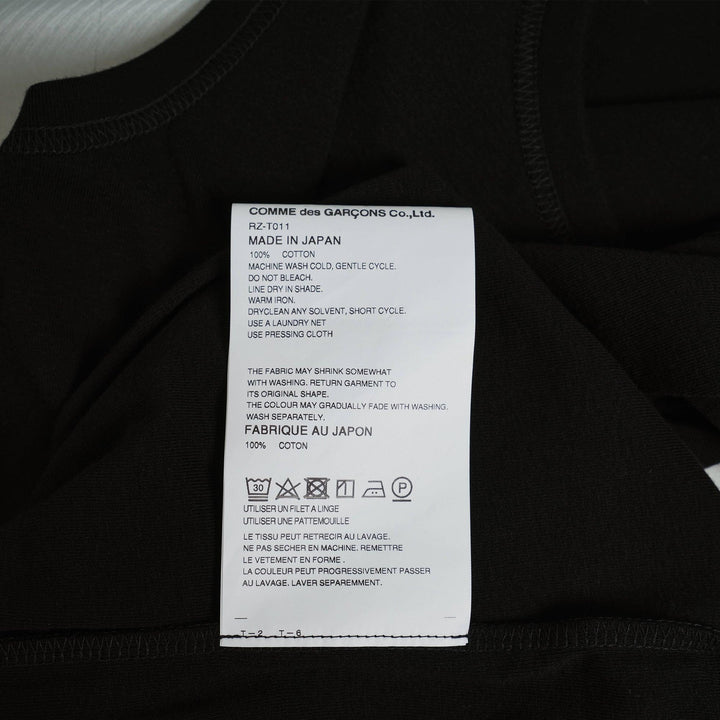 COMME des GARÇONS Co.,Ltd.
RZ-T011
MADE IN JAPAN
100% COTTON
MACHINE WASH COLD, GENTLE CYCLE.
DO NOT BLEACH.
LINE DRY IN SHADE.
WARM IRON.
DRYCLEAN ANY SOLVENT, SHORT CYCLE.
USE A LAUNDRY NET
USE PRESSING CLOTH
THE FABRIC MAY SHRINK SOMEWHAT
WITH WASHING. RETURN GARMENT TO
ITS ORIGINAL SHAPE.
THE COLOUR MAY GRADUALLY FADE WITH WASHING.
WASH SEPARATELY.
FABRIQUE AU JAPON
100% COTON
30 P
UTILISER UN FILET A LINGE
UTILISER UNE PATTEMOUILLE
LE TISSU PEUT RETRECIR AU LAVAGE.
NE PAS SECHER EN MACHINE. REMETTRE
LE VETEMENT EN FORME .
LA COULEUR PEUT PROGRESSIVEMENT PASSER
AU LAVAGE. LAVER SEPAREMMENT.
T-2 T-6